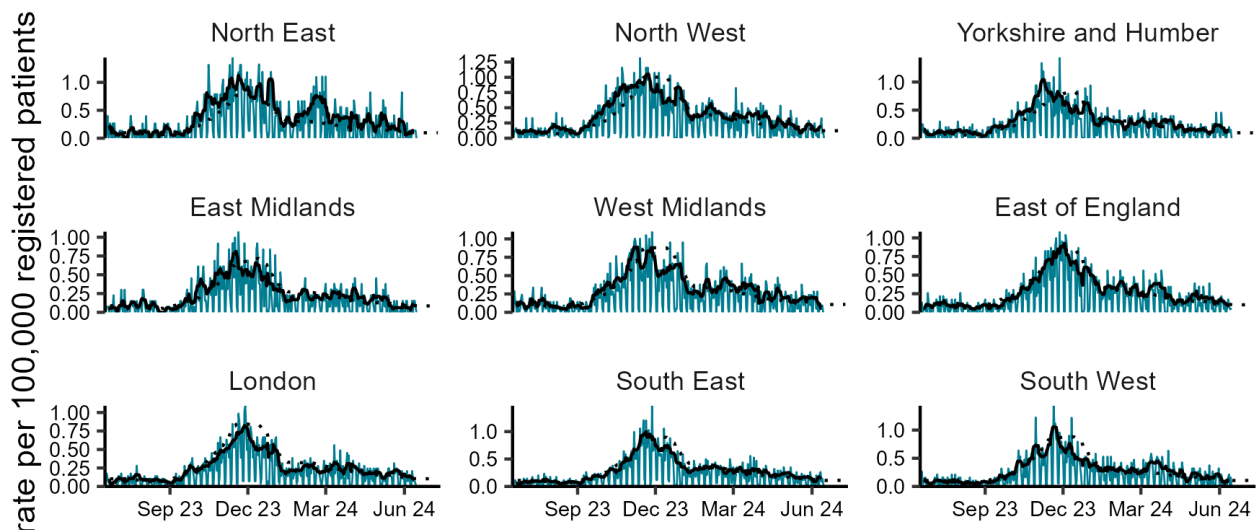 rate per 100,000 registered patients
North East
1.0
0.5
0.0
North West
1.25
1.00
0.75
0.50
0.25
0.00
Yorkshire and Humber
1.0
0.5
0.0
East Midlands
1.00
0.75
0.50
0.25
0.00
West Midlands
1.00
0.75
0.50
0.25
0.00
East of England
1.00
0.75
0.50
0.25
0.00
London
1.00
0.75
0.50
0.25
0.00
South East
1.0
0.5
0.0
South West
1.0
0.5
0.0
Sep 23 Dec 23 Mar 24 Jun 24
Sep 23 Dec 23 Mar 24 Jun 24
Sep 23 Dec 23 Mar 24 Jun 24